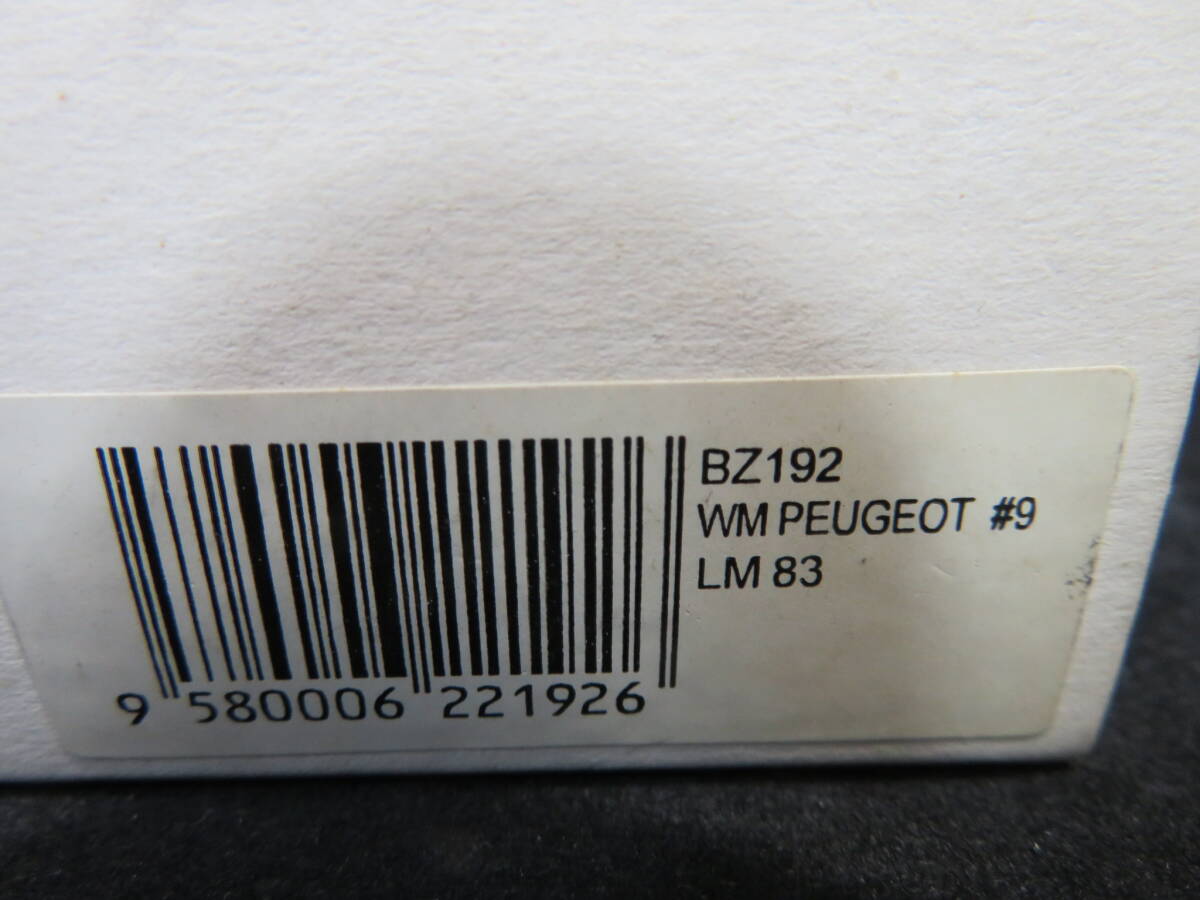 BZ192
WM PEUGEOT #9
LM 83
9 580006 221926